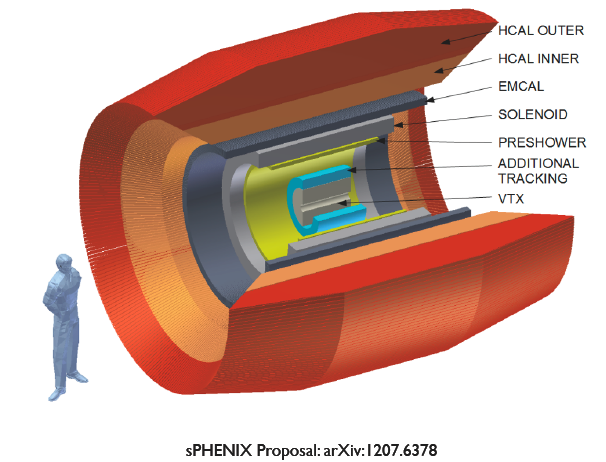 HCAL OUTER
HCAL INNER
EMCAL
SOLENOID
PRESHOWER
ADDITIONAL
TRACKING
VTX
sPHENIX Proposal: arXiv:1207.6378